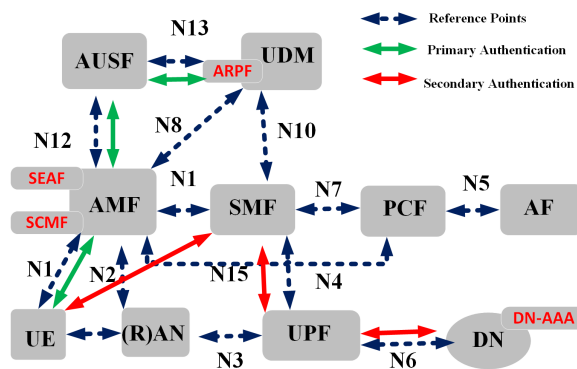 N13
Reference Points
AUSF
UDM
ARPF
Primary Authentication
Secondary Authentication
N12
N8
N10
SEAF
N1
N7
N5
AMF
SMF
PCF
AF
SCMF
N1
N2
N15
N4
DN-AAA
UE
(R)AN
UPF
DN
N3
N6